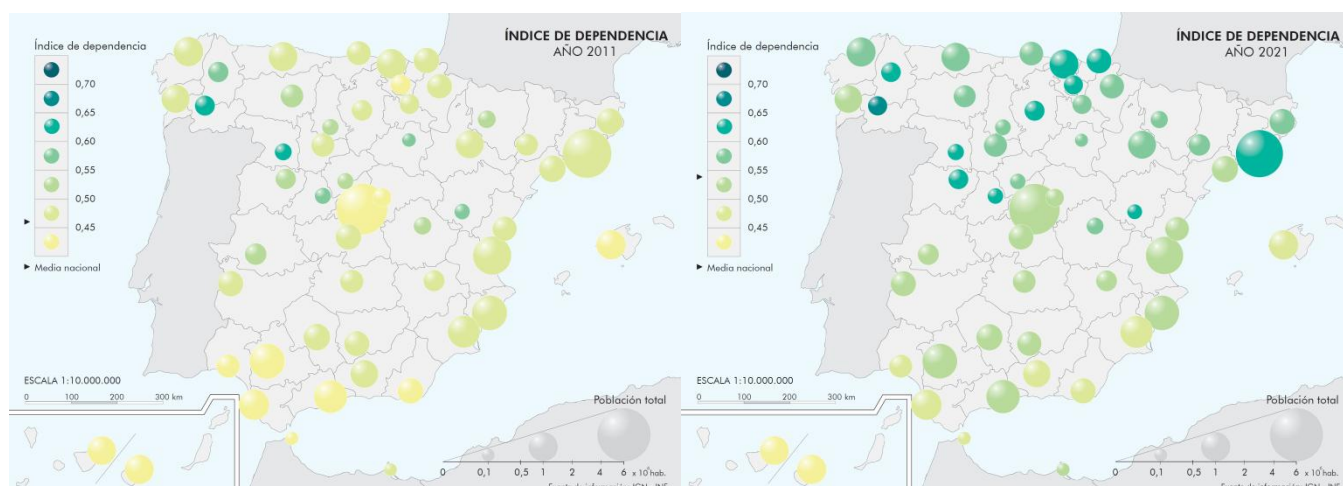 ÍNDICE DE DEPENDENCIA
AÑO 2011
Índice de dependencia
0,70
0,65
0,60
0,55
0,50
0,45
Media nacional
ESCALA 1:10.000.000
0 100 200 300 km
Población total
0 0,1 0,5 1 2 4 6 x 10⁶ hab.
ÍNDICE DE DEPENDENCIA
AÑO 2021
Índice de dependencia
0,70
0,65
0,60
0,55
0,50
0,45
Media nacional
ESCALA 1:10.000.000
0 100 200 300 km
Población total
0 0,1 0,5 1 2 4 6 x 10⁶ hab.